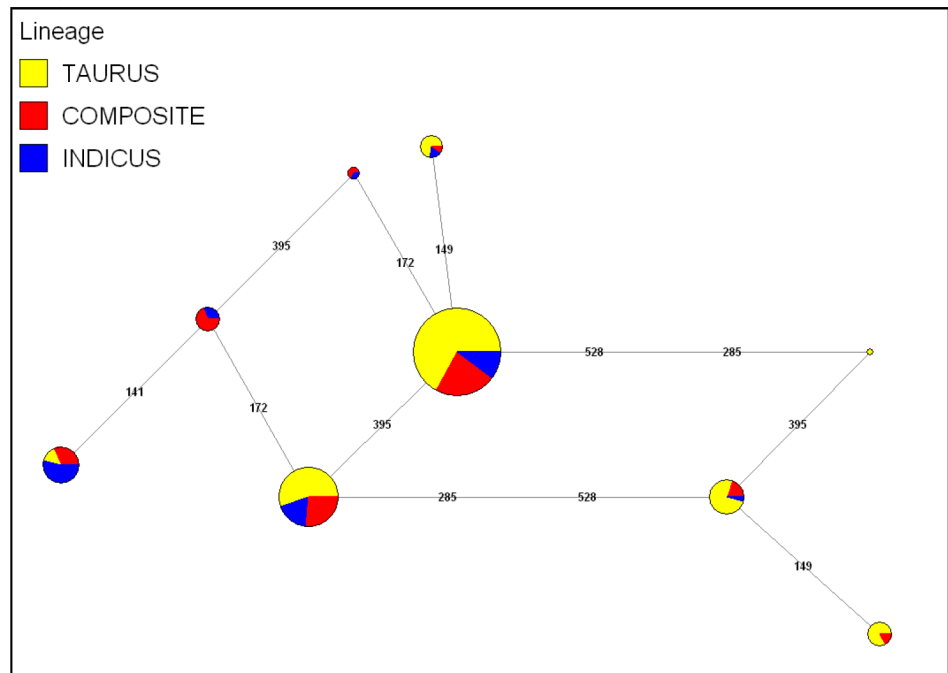 Lineage
TAURUS
COMPOSITE
INDICUS
395
149
172
528 285
141
172
395
395
285 528
149